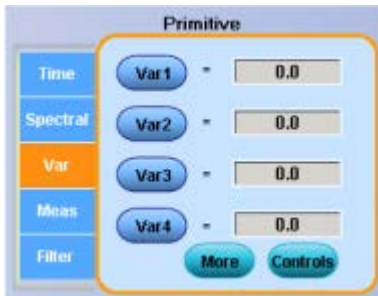 Primitive
Time
Spectral
Var
Meas
Filter
Var1 = 0.0
Var2 = 0.0
Var3 = 0.0
Var4 = 0.0
More Controls